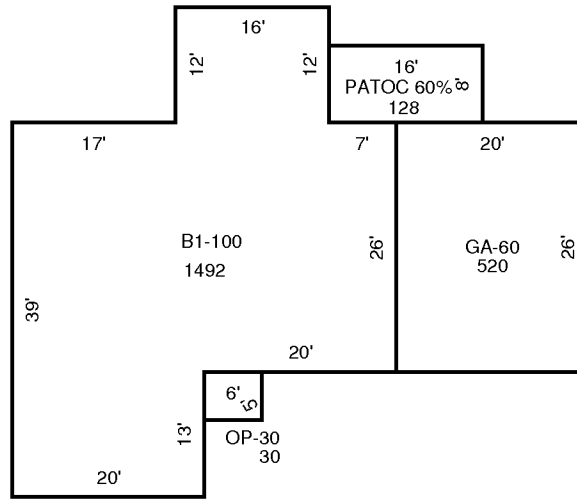 16'
12' 12'
16'
PATOC 60% 8'
128
17' 7' 20'
B1-100
1492
26'
GA-60
520
26'
39'
20'
6' 5'
13'
OP-30
30
20'